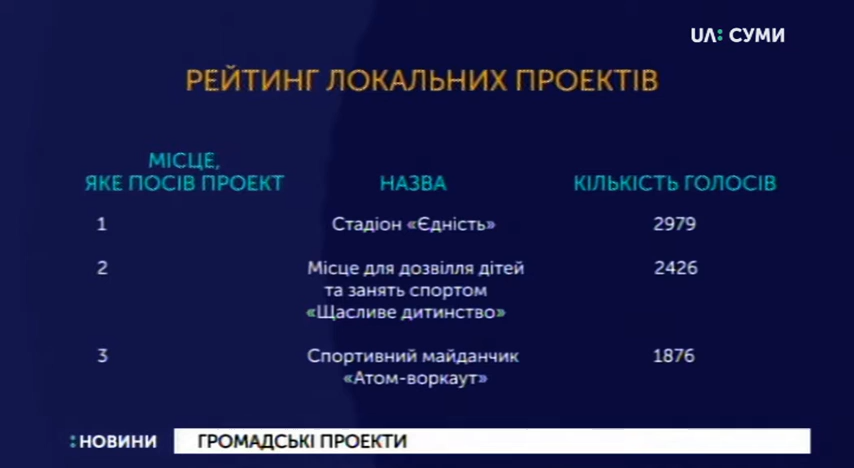 UA: СУМИ
РЕЙТИНГ ЛОКАЛЬНИХ ПРОЕКТІВ
МІСЦЕ,
ЯКЕ ПОСІВ ПРОЕКТ НАЗВА КІЛЬКІСТЬ ГОЛОСІВ
1 Стадіон «Єдність» 2979
2 Місце для дозвілля дітей 2426
та занять спортом
«Щасливе дитинство»
3 Спортивний майданчик 1876
«Атом-воркаут»
:НОВИНИ ГРОМАДСЬКІ ПРОЕКТИ